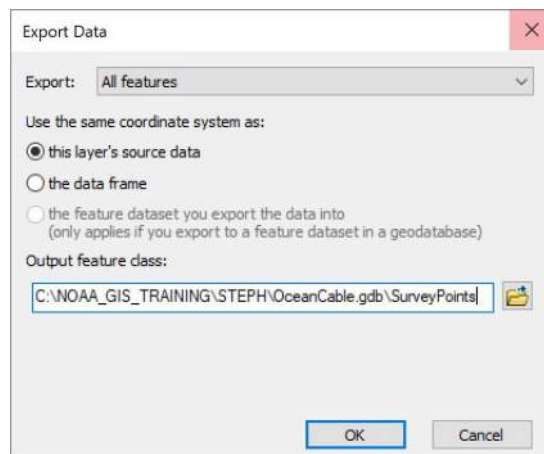 Export Data
Export: All features
Use the same coordinate system as:
this layer's source data
the data frame
the feature dataset you export the data into
(only applies if you export to a feature dataset in a geodatabase)
Output feature class:
C:\NOAA_GIS_TRAINING\STEPH\OceanCable.gdb\SurveyPoints
OK Cancel